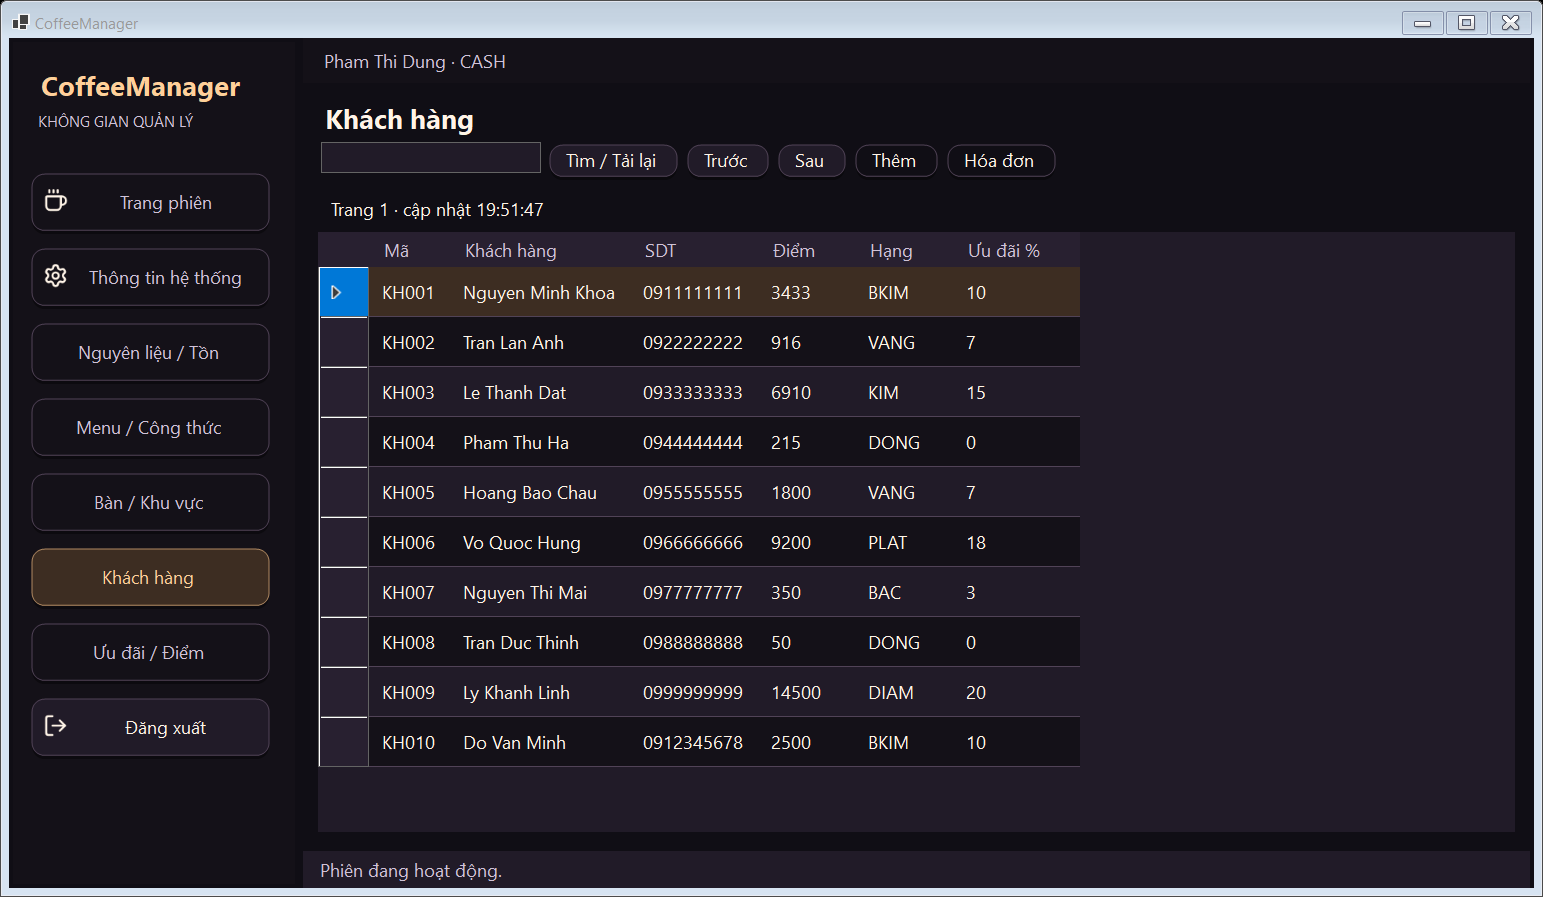 CoffeeManager
CoffeeManager
KHÔNG GIAN QUẢN LÝ
Trang phiên
Thông tin hệ thống
Nguyên liệu / Tồn
Menu / Công thức
Bàn / Khu vực
Khách hàng
Ưu đãi / Điểm
Đăng xuất
Pham Thi Dung · CASH
Khách hàng
Tìm / Tải lại Trước Sau Thêm Hóa đơn
Trang 1 · cập nhật 19:51:47
Mã Khách hàng SDT Điểm Hạng Ưu đãi %
KH001 Nguyen Minh Khoa 0911111111 3433 BKIM 10
KH002 Tran Lan Anh 0922222222 916 VANG 7
KH003 Le Thanh Dat 0933333333 6910 KIM 15
KH004 Pham Thu Ha 0944444444 215 DONG 0
KH005 Hoang Bao Chau 0955555555 1800 VANG 7
KH006 Vo Quoc Hung 0966666666 9200 PLAT 18
KH007 Nguyen Thi Mai 0977777777 350 BAC 3
KH008 Tran Duc Thinh 0988888888 50 DONG 0
KH009 Ly Khanh Linh 0999999999 14500 DIAM 20
KH010 Do Van Minh 0912345678 2500 BKIM 10
Phiên đang hoạt động.